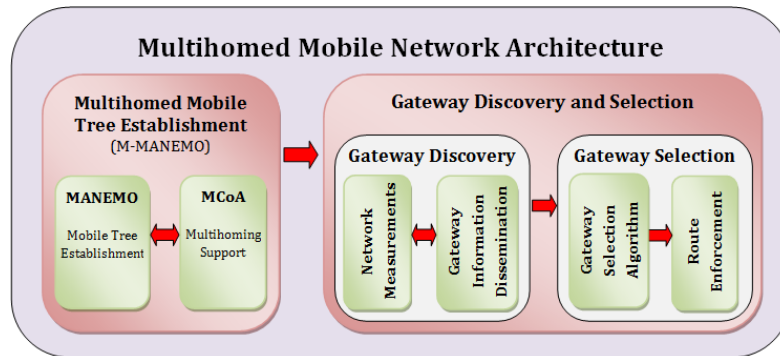 Multihomed Mobile Network Architecture
Multihomed Mobile
Tree Establishment
(M-MANEMO)
MANEMO
Mobile Tree
Establishment
MCoA
Multihoming
Support
Gateway Discovery and Selection
Gateway Discovery
Network
Measurements
Gateway
Information
Dissemination
Gateway Selection
Gateway
Selection
Algorithm
Route
Enforcement